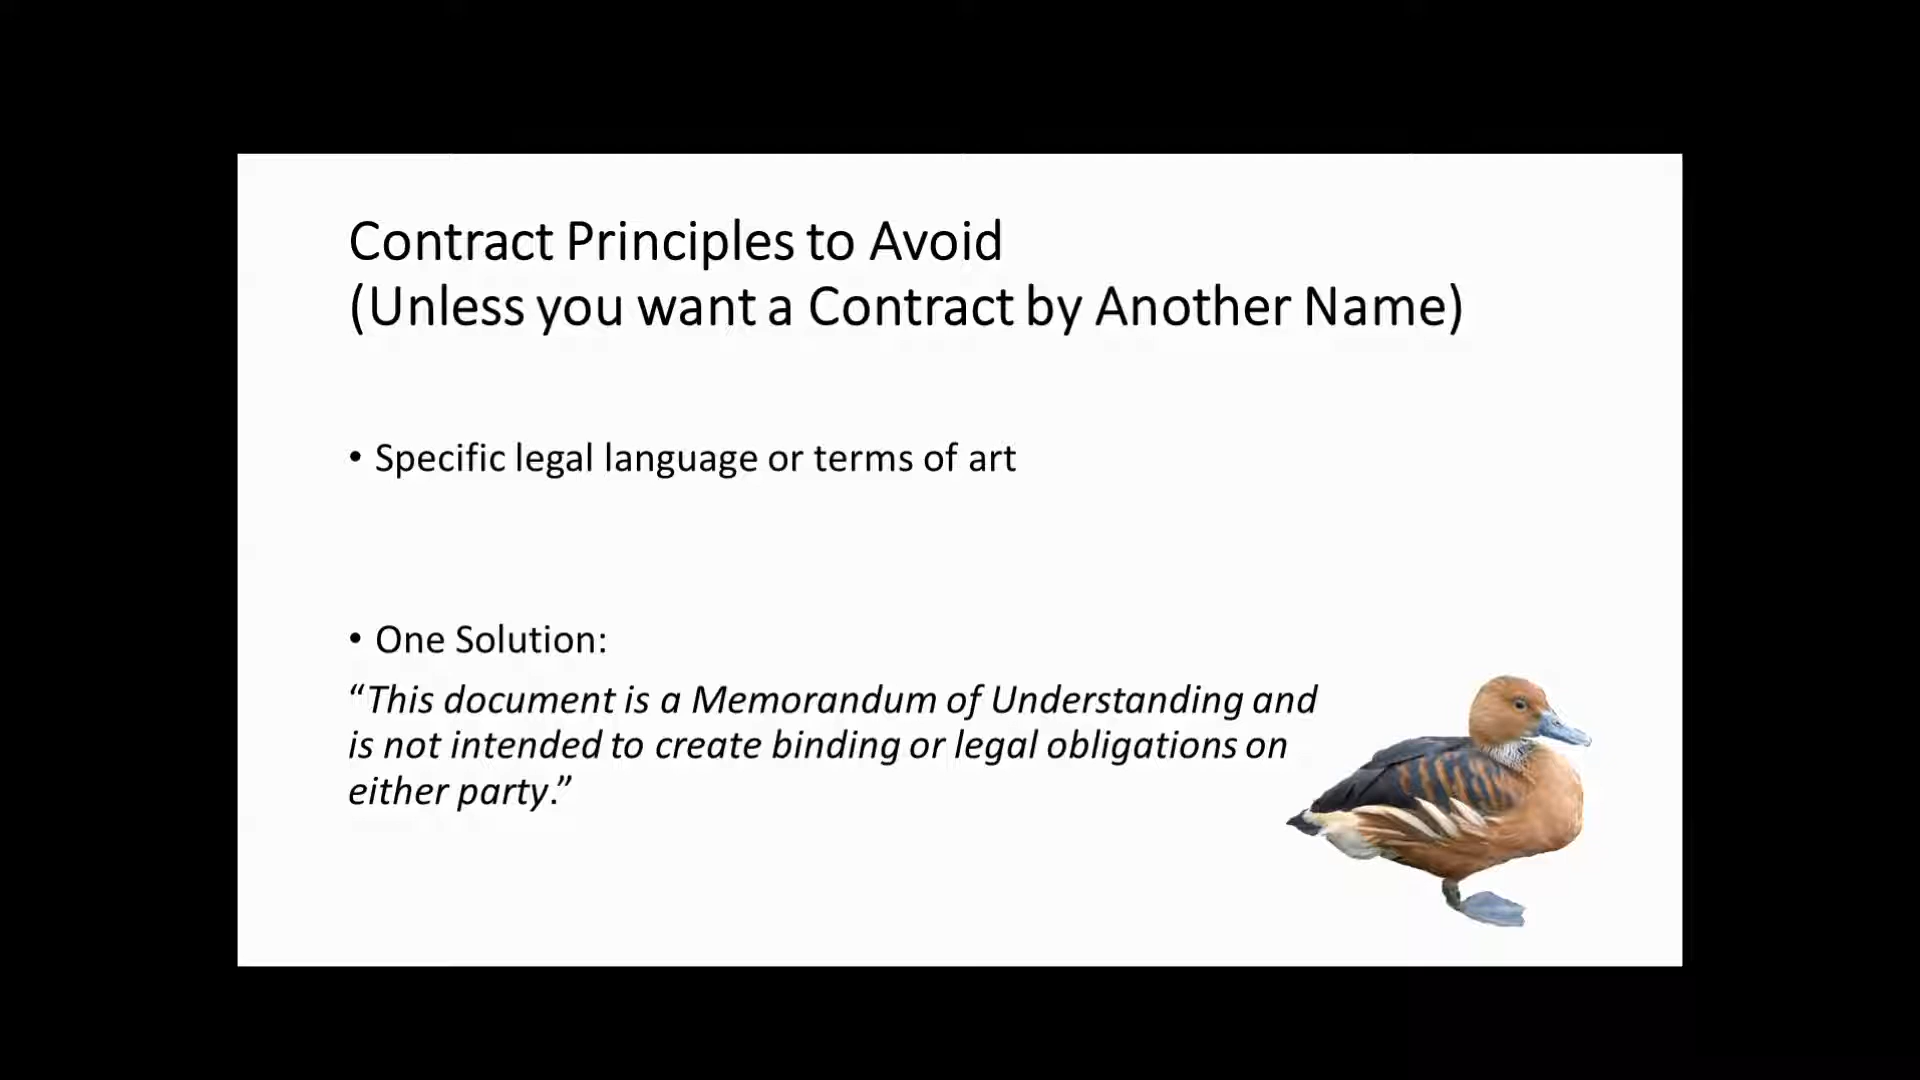 Contract Principles to Avoid
(Unless you want a Contract by Another Name)
• Specific legal language or terms of art
• One Solution:
“This document is a Memorandum of Understanding and
is not intended to create binding or legal obligations on
either party.”